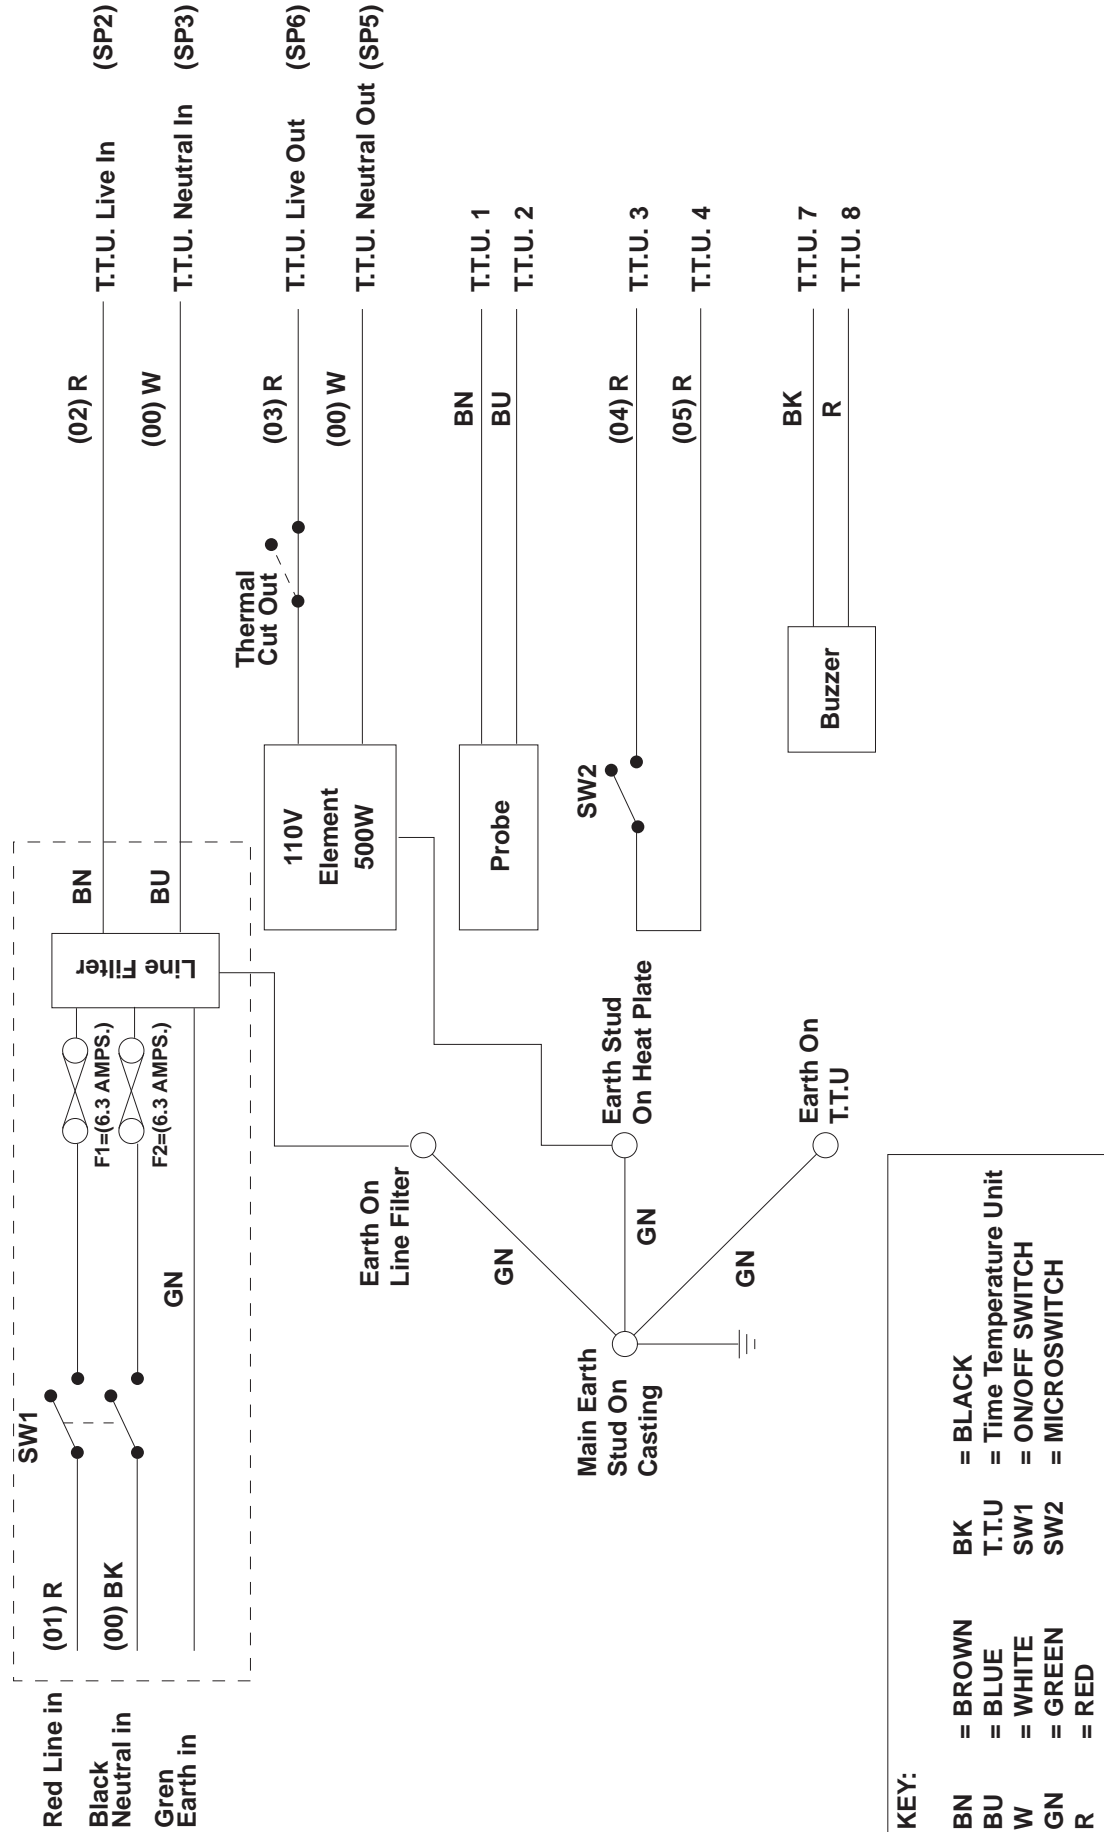 Red Line in
Black
Neutral in
Gren
Earth in
(01) R
(00) BK
GN
SW1
F1=(6.3 AMPS.)
F2=(6.3 AMPS.)
Line Filter
BN
BU
(02) R
(00) W
T.T.U. Live In (SP2)
T.T.U. Neutral In (SP3)
110V
Element
500W
Thermal
Cut Out
(03) R
(00) W
T.T.U. Live Out (SP6)
T.T.U. Neutral Out (SP5)
Probe
BN
BU
T.T.U. 1
T.T.U. 2
SW2
(04) R
(05) R
T.T.U. 3
T.T.U. 4
Buzzer
BK
R
T.T.U. 7
T.T.U. 8
Earth On
Line Filter
Earth Stud
On Heat Plate
Earth On
T.T.U
GN
GN
GN
Main Earth
Stud On
Casting
KEY:
BN = BROWN BK = BLACK
BU = BLUE T.T.U = Time Temperature Unit
W = WHITE SW1 = ON/OFF SWITCH
GN = GREEN SW2 = MICROSWITCH
R = RED